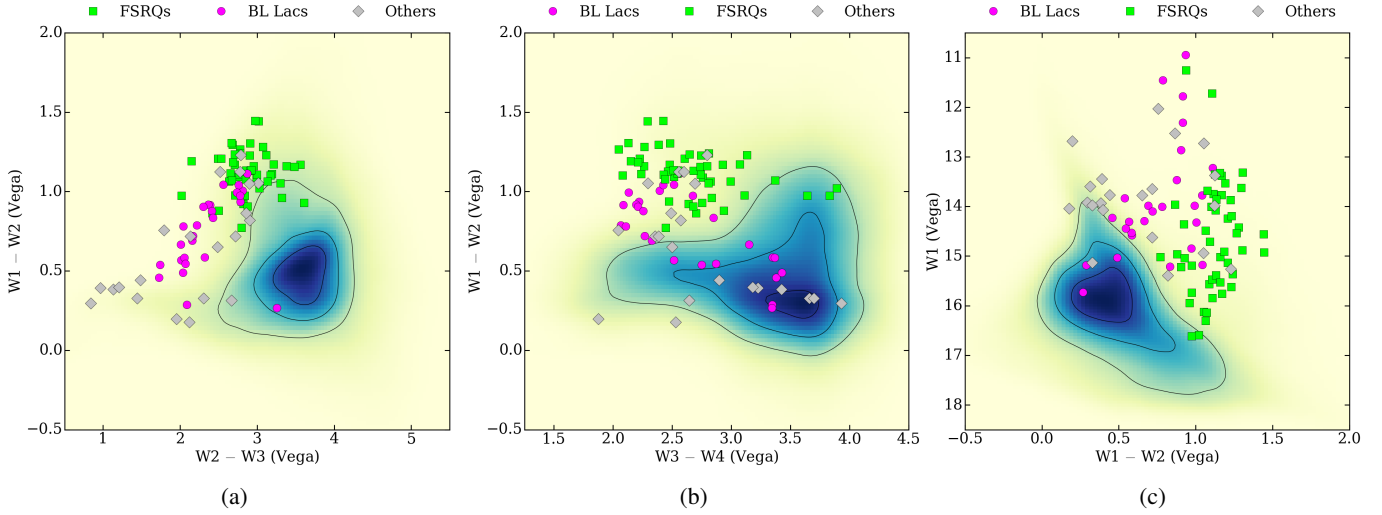 FSRQs BL Lacs Others
2.0
1.5
1.0
0.5
0.0
−0.5
W1 − W2 (Vega)
1 2 3 4 5
W2 − W3 (Vega)
(a)
BL Lacs FSRQs Others
2.0
1.5
1.0
0.5
0.0
−0.5
W1 − W2 (Vega)
1.5 2.0 2.5 3.0 3.5 4.0 4.5
W3 − W4 (Vega)
(b)
BL Lacs FSRQs Others
11
12
13
14
15
16
17
18
W1 (Vega)
−0.5 0.0 0.5 1.0 1.5 2.0
W1 − W2 (Vega)
(c)